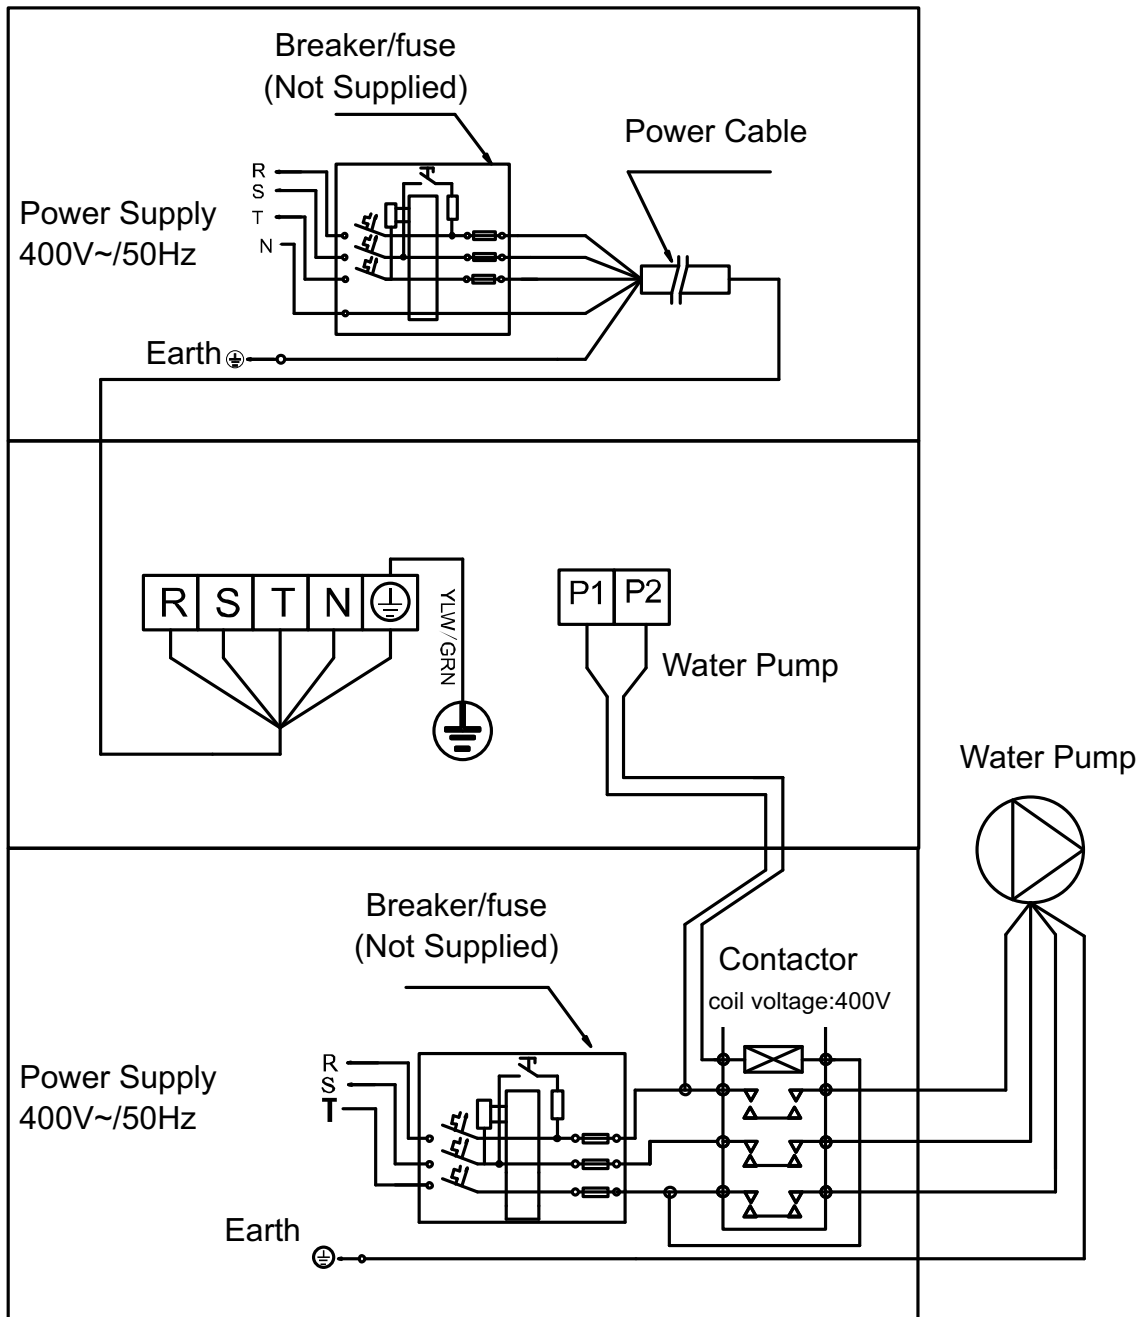 Breaker/fuse
(Not Supplied)
Power Cable
R
S
T
N
Power Supply
400V~/50Hz
Earth
R S T N
YLW/GRN
P1 P2
Water Pump
Water Pump
Breaker/fuse
(Not Supplied)
Contactor
coil voltage:400V
R
S
T
Power Supply
400V~/50Hz
Earth